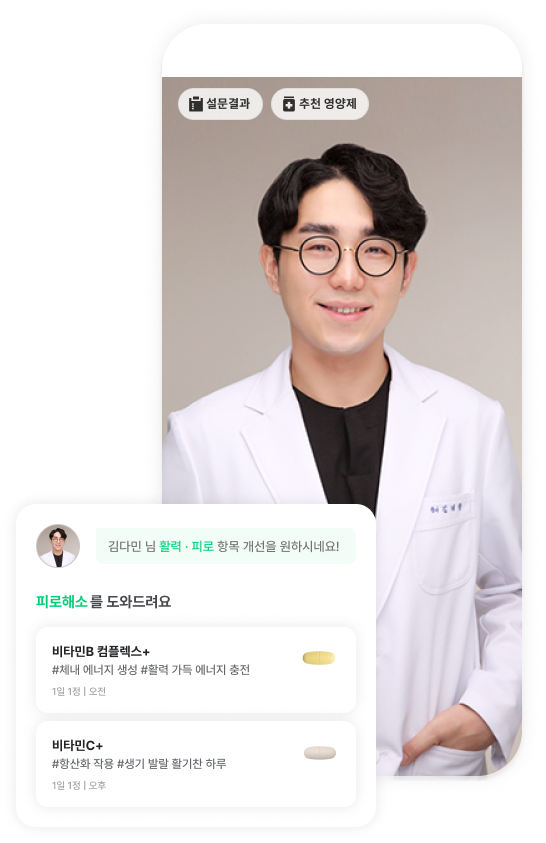 설문결과
추천 영양제
김다민 님 활력 · 피로 항목 개선을 원하시네요!
피로해소를 도와드려요
비타민B 컴플렉스+
#체내 에너지 생성 #활력 가득 에너지 충전
1일 1정 | 오전
비타민C+
#항산화 작용 #생기 발랄 활기찬 하루
1일 1정 | 오후